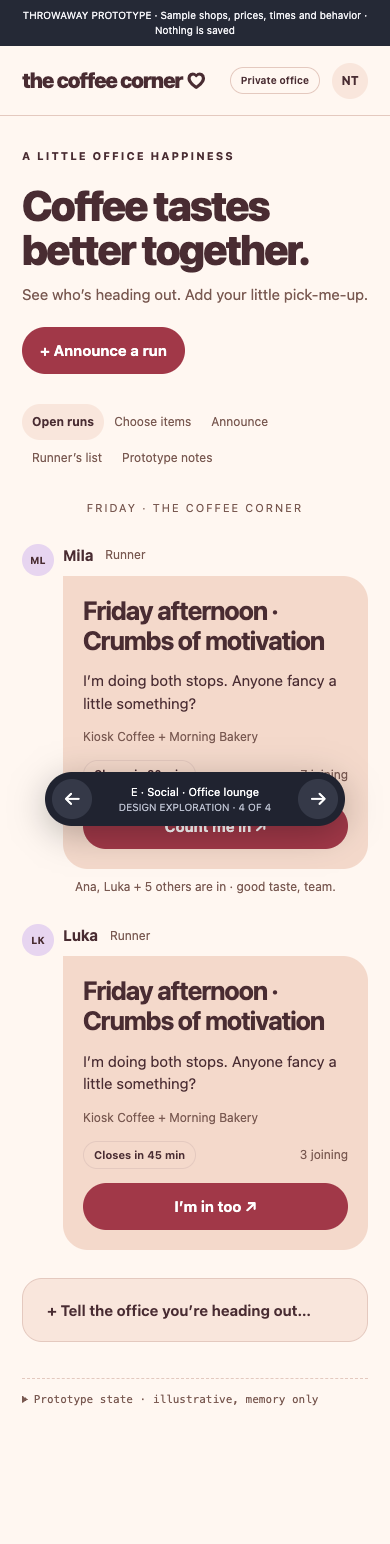 THROWAWAY PROTOTYPE · Sample shops, prices, times and behavior ·
Nothing is saved
the coffee corner ♡
Private office
NT
A LITTLE OFFICE HAPPINESS
Coffee tastes
better together.
See who's heading out. Add your little pick-me-up.
+ Announce a run
Open runs
Choose items
Announce
Runner's list
Prototype notes
FRIDAY · THE COFFEE CORNER
ML
Mila
Runner
Friday afternoon ·
Crumbs of motivation
I'm doing both stops. Anyone fancy a
little something?
Kiosk Coffee + Morning Bakery
← E · Social · Office lounge →
DESIGN EXPLORATION · 4 OF 4
Count me in ↗
Ana, Luka + 5 others are in · good taste, team.
LK
Luka
Runner
Friday afternoon ·
Crumbs of motivation
I'm doing both stops. Anyone fancy a
little something?
Kiosk Coffee + Morning Bakery
Closes in 45 min
3 joining
I'm in too ↗
+ Tell the office you're heading out...
▶ Prototype state · illustrative, memory only